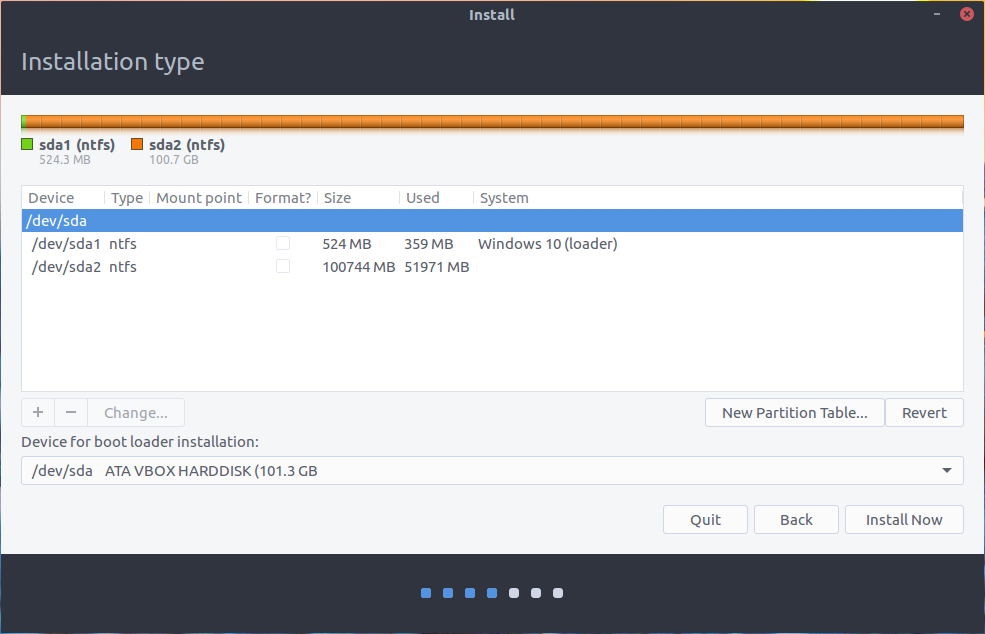 Install
Installation type
sda1 (ntfs) sda2 (ntfs)
524.3 MB 100.7 GB
Device Type Mount point Format? Size Used System
/dev/sda
/dev/sda1 ntfs 524 MB 359 MB Windows 10 (loader)
/dev/sda2 ntfs 100744 MB 51971 MB
+ − Change... New Partition Table... Revert
Device for boot loader installation:
/dev/sda ATA VBOX HARDDISK (101.3 GB
Quit Back Install Now